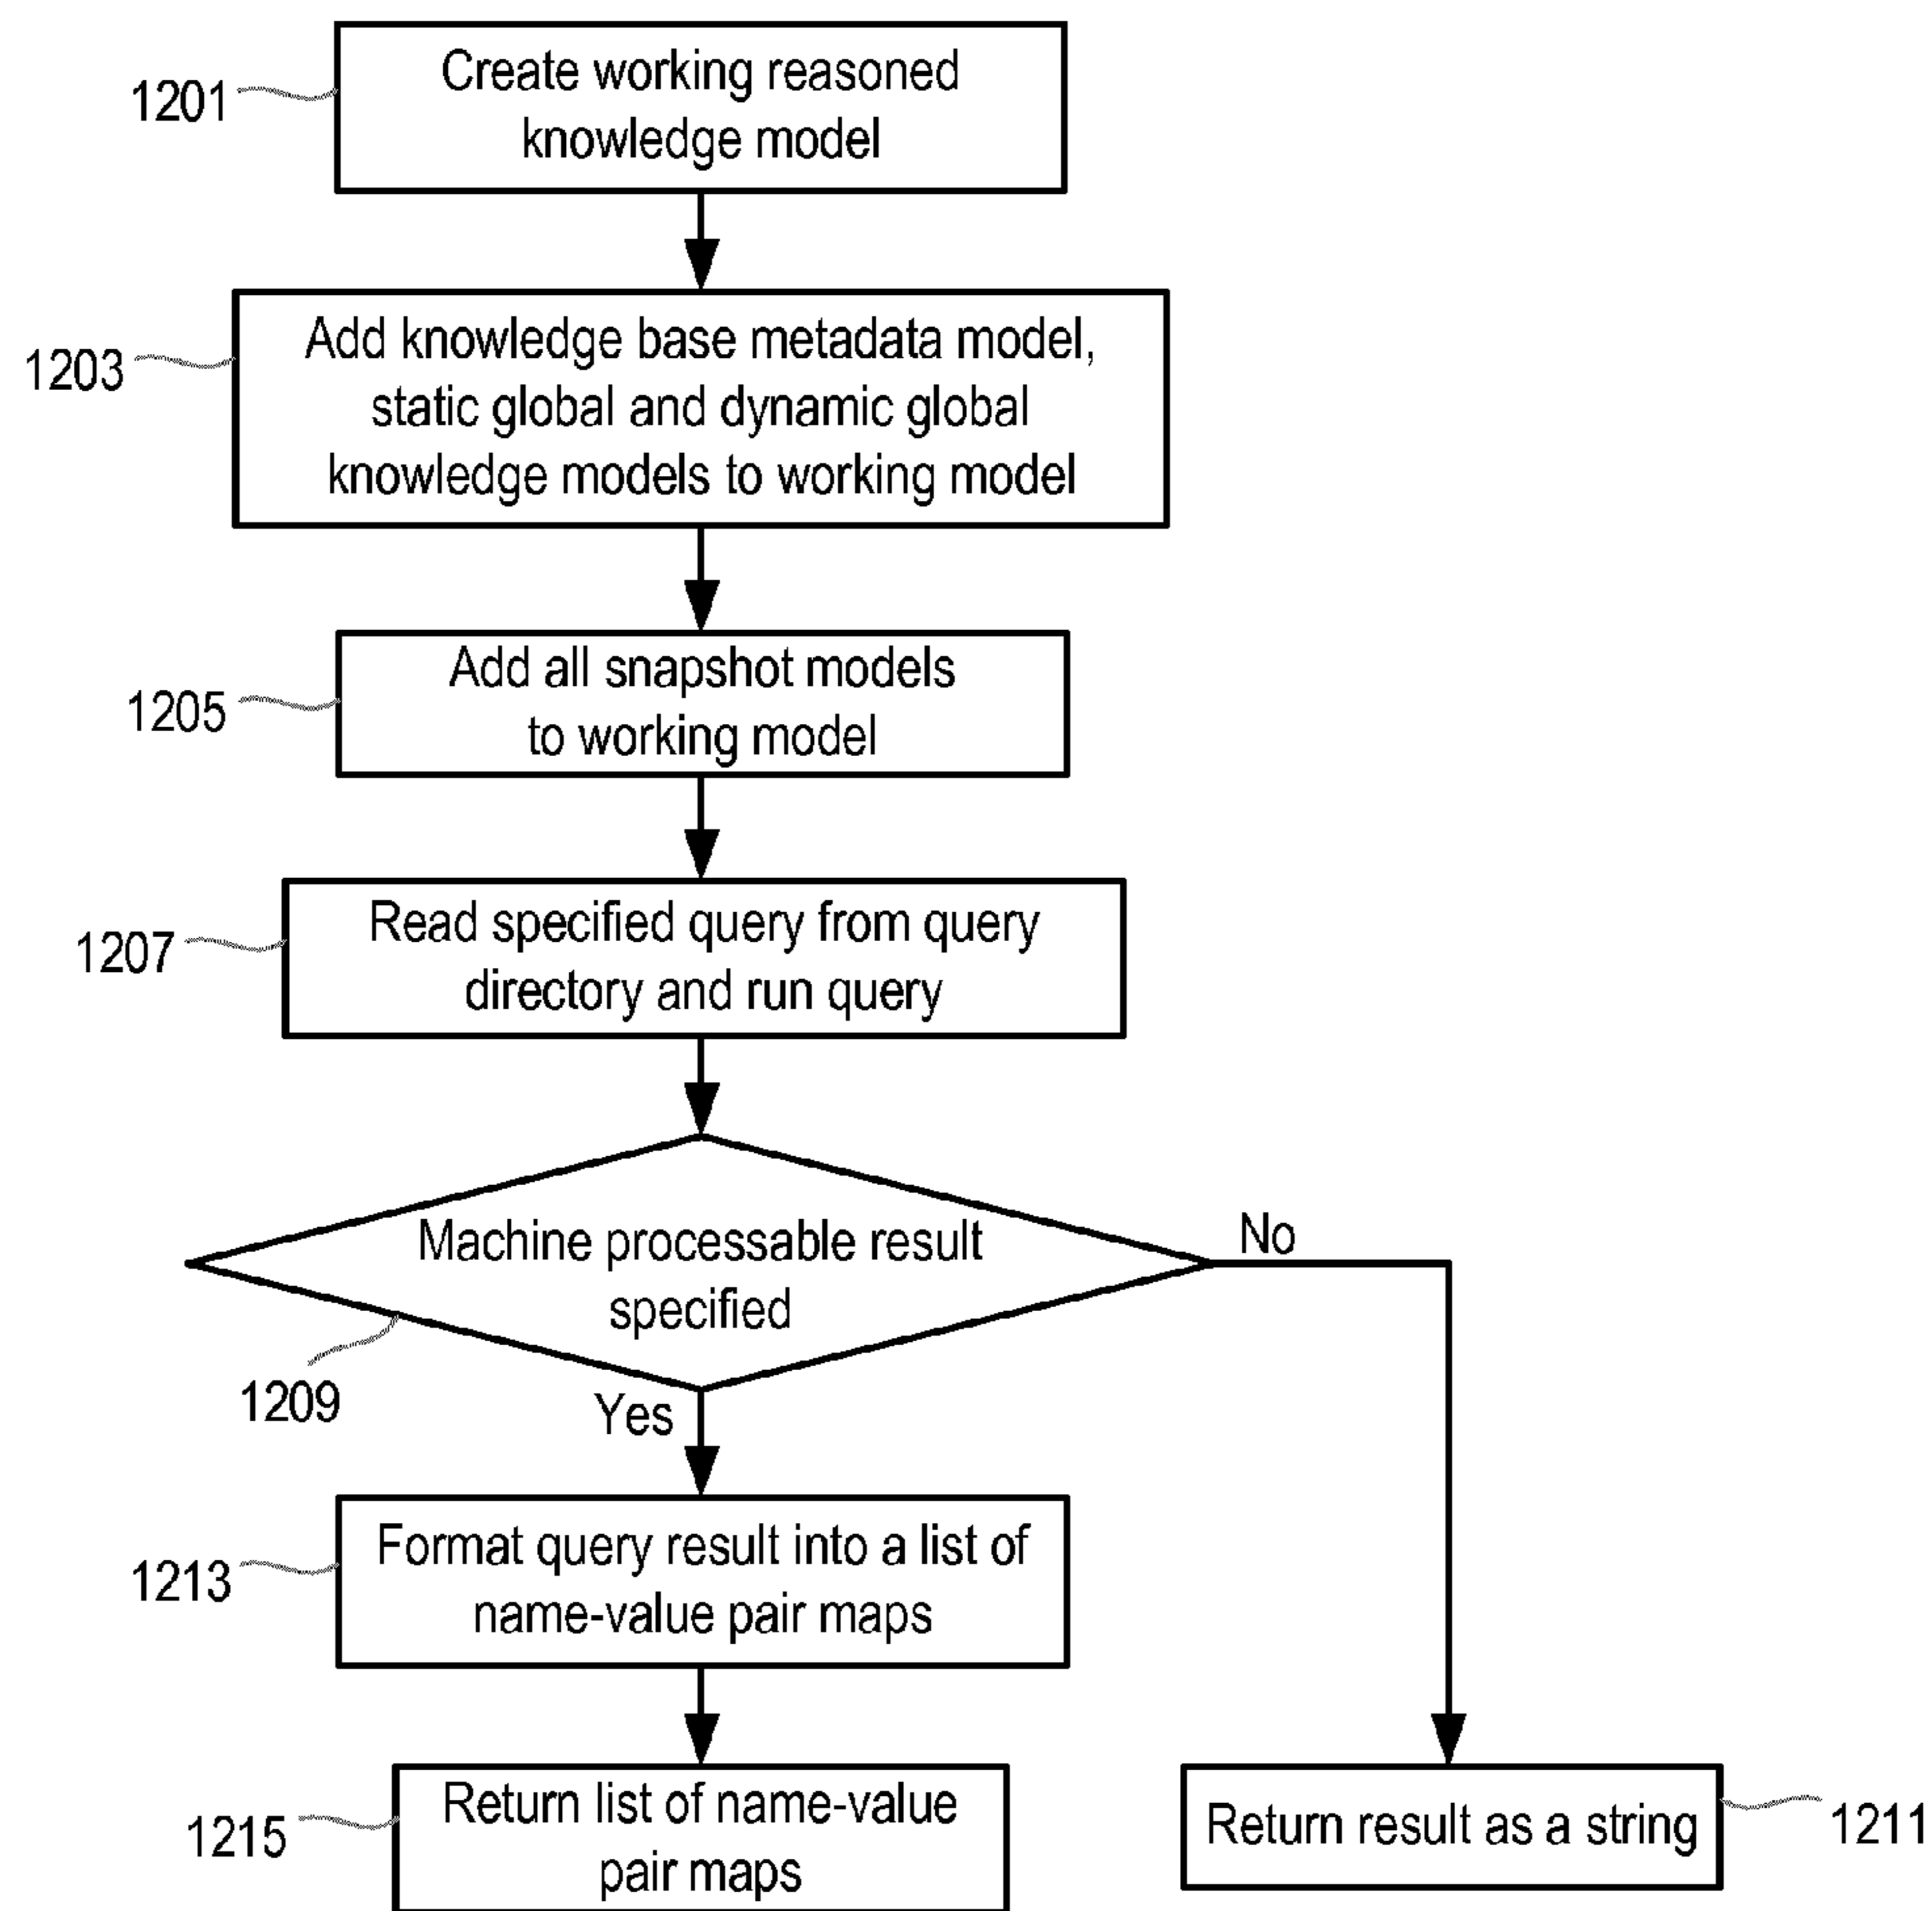 1201
Create working reasoned
knowledge model
1203
Add knowledge base metadata model,
static global and dynamic global
knowledge models to working model
1205
Add all snapshot models
to working model
1207
Read specified query from query
directory and run query
Machine processable result
specified
No
1209
Yes
1213
Format query result into a list of
name-value pair maps
1215
Return list of name-value
pair maps
Return result as a string
1211